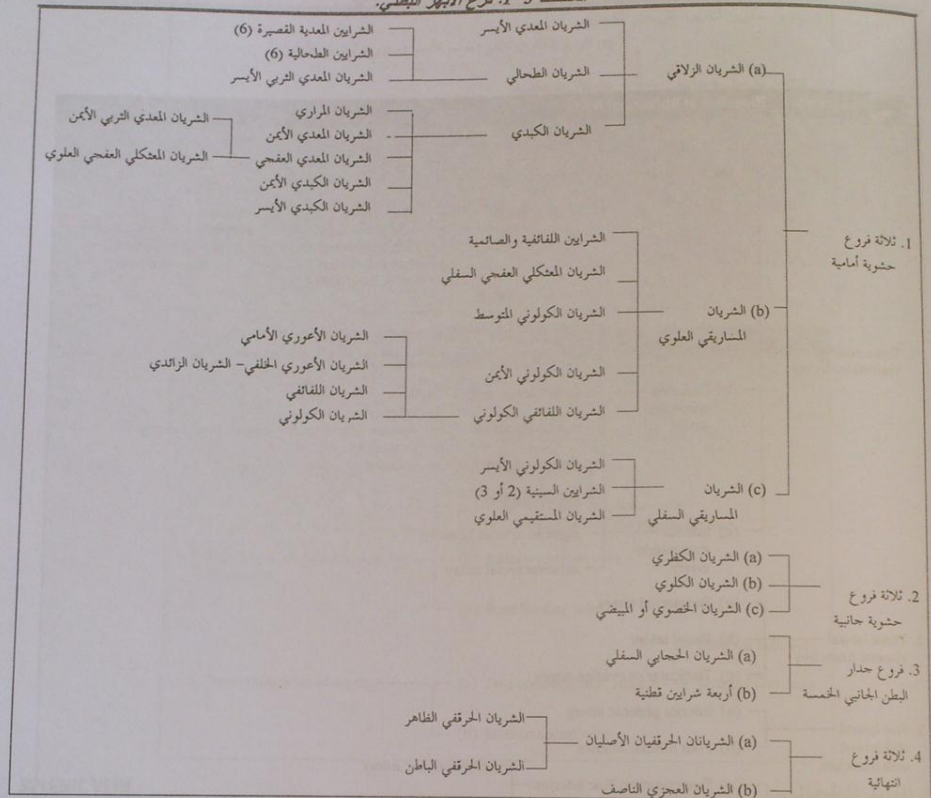 فرع الأبهر البطني.
1. ثلاثة فروع
حشوية أمامية
(a) الشريان الزلاقي
الشريان المعدي الأيسر
الشريان الطحالي
الشرايين المعدية القصيرة (6)
الشرايين الطحالية (6)
الشريان المعدي الثربي الأيسر
الشريان الكبدي
الشريان المراري
الشريان المعدي الأيمن
الشريان المعدي العفجي
الشريان المعدي الثربي الأيمن
الشريان المعثكلي العفجي العلوي
الشريان الكبدي الأيمن
الشريان الكبدي الأيسر
(b) الشريان
المساريقي العلوي
الشرايين اللفائفية والصائمية
الشريان المعثكلي العفجي السفلي
الشريان الكولوني المتوسط
الشريان الكولوني الأيمن
الشريان اللفائفي الكولوني
الشريان الأعوري الأمامي
الشريان الأعوري الخلفي- الشريان الزائدي
الشريان اللفائفي
الشريان الكولوني
(c) الشريان
المساريقي السفلي
الشريان الكولوني الأيسر
الشرايين السينية (2 أو 3)
الشريان المستقيمي العلوي
2. ثلاثة فروع
حشوية جانبية
(a) الشريان الكظري
(b) الشريان الكلوي
(c) الشريان الخصوي أو المبيضي
3. فروع جدار
البطن الجانبي الخمسة
(a) الشريان الحجابي السفلي
(b) أربعة شرايين قطنية
4. ثلاثة فروع
انتهائية
(a) الشريانان الحرقفيان الأصليان
الشريان الحرقفي الظاهر
الشريان الحرقفي الباطن
(b) الشريان العجزي الناصف